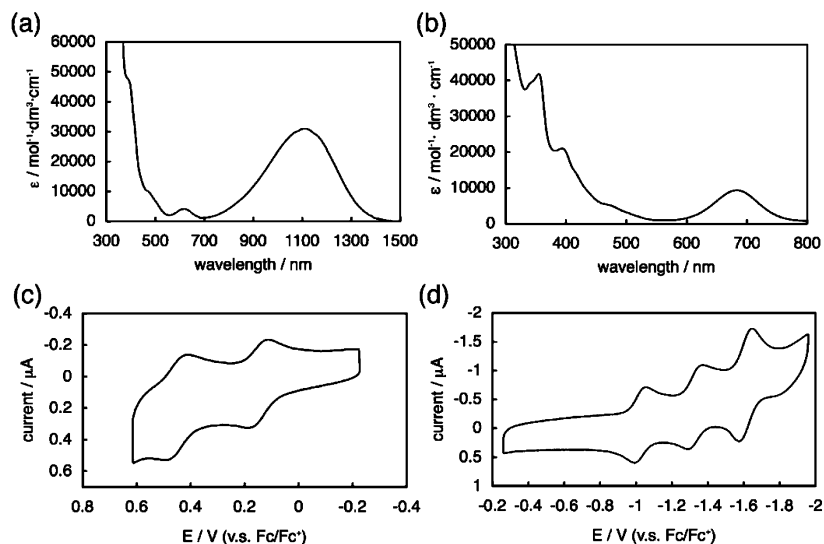 (a)
60000
50000
40000
30000
20000
10000
0
ε / mol⁻¹·dm³·cm⁻¹
300 500 700 900 1100 1300 1500
wavelength / nm
(b)
50000
40000
30000
20000
10000
0
ε / mol⁻¹· dm³ · cm⁻¹
300 400 500 600 700 800
wavelength / nm
(c)
-0.4
-0.2
0
0.2
0.4
0.6
current / μA
0.8 0.6 0.4 0.2 0 -0.2 -0.4
E / V (v.s. Fc/Fc⁺)
(d)
-2
-1.5
-1
-0.5
0
0.5
1
current / μA
-0.2 -0.4 -0.6 -0.8 -1 -1.2 -1.4 -1.6 -1.8 -2
E / V (v.s. Fc/Fc⁺)